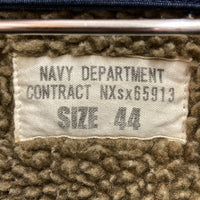 NAVY DEPARTMENT
CONTRACT NXsx65913
SIZE 44